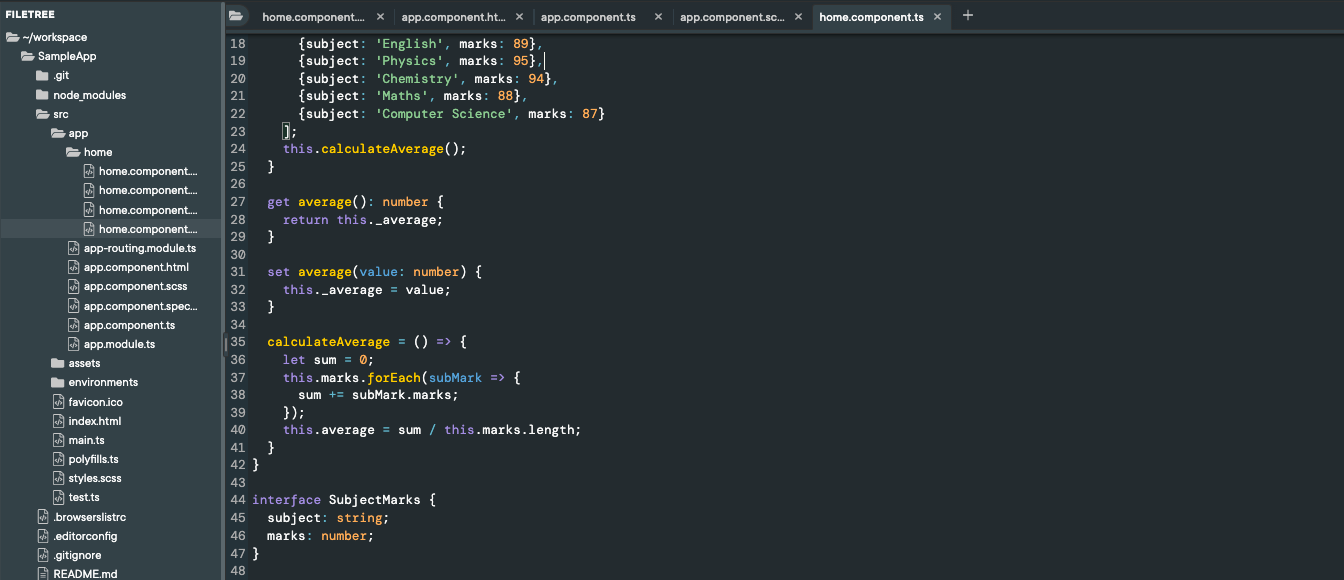 FILETREE
~/workspace
SampleApp
.git
node_modules
src
app
home
home.component....
home.component....
home.component....
home.component....
app-routing.module.ts
app.component.html
app.component.scss
app.component.spec...
app.component.ts
app.module.ts
assets
environments
favicon.ico
index.html
main.ts
polyfills.ts
styles.scss
test.ts
.browserslistrc
.editorconfig
.gitignore
README.md
home.component.... × app.component.ht... × app.component.ts × app.component.sc... × home.component.ts × +
18 {subject: 'English', marks: 89},
19 {subject: 'Physics', marks: 95},
20 {subject: 'Chemistry', marks: 94},
21 {subject: 'Maths', marks: 88},
22 {subject: 'Computer Science', marks: 87}
23 ];
24 this.calculateAverage();
25 }
26
27 get average(): number {
28 return this._average;
29 }
30
31 set average(value: number) {
32 this._average = value;
33 }
34
35 calculateAverage = () => {
36 let sum = 0;
37 this.marks.forEach(subMark => {
38 sum += subMark.marks;
39 });
40 this.average = sum / this.marks.length;
41 }
42 }
43
44 interface SubjectMarks {
45 subject: string;
46 marks: number;
47 }
48